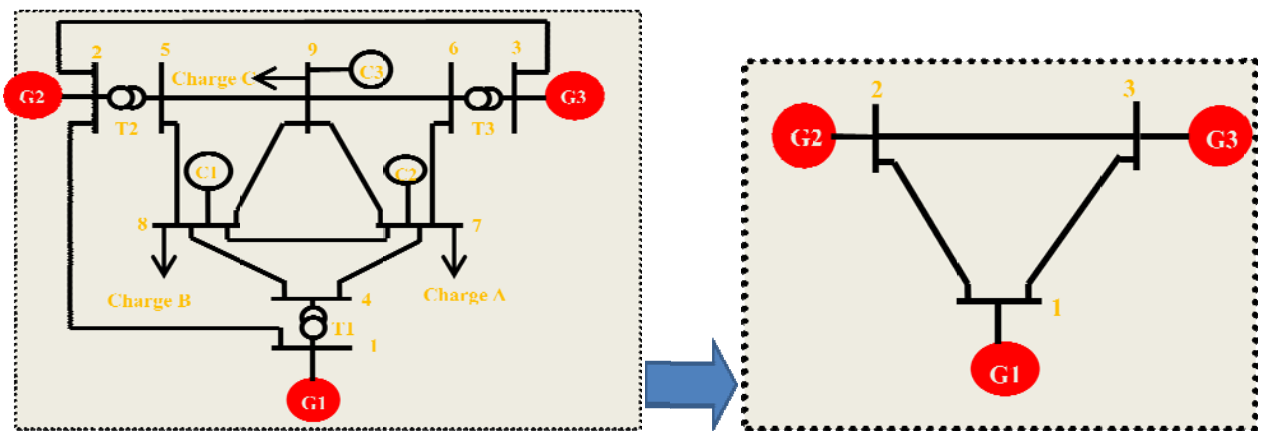 2 5 9 6 3
Charge C C3
G2 G3
T2 T3
C1 C2
8 7
Charge B 4 Charge A
T1
1
G1
2 3
G2 G3
1
G1